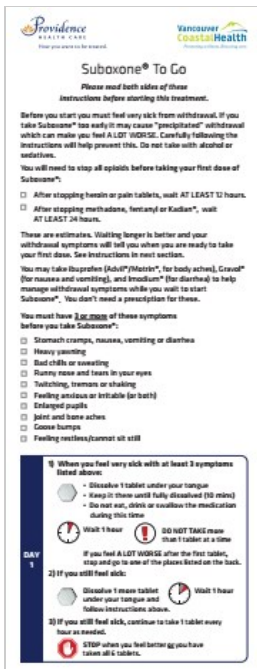 Providence
HEALTH CARE
How you want to be treated.
Vancouver
CoastalHealth
Suboxone® To Go
Please read both sides of these
instructions before starting this treatment.
Before you start you must feel very sick from withdrawal. If you
take Suboxone® too early it may cause "precipitated" withdrawal
which can make you feel A LOT WORSE. Carefully following the
instructions will help prevent this. Do not take with alcohol or
sedatives.
You will need to stop all opioids before taking your first dose of
Suboxone®:
After stopping heroin or pain tablets, wait AT LEAST 12 hours.
After stopping methadone, fentanyl or Kadian®, wait
AT LEAST 24 hours.
These are estimates. Waiting longer is better and your
withdrawal symptoms will tell you when you are ready to take
your first dose. See instructions in next section.
You may take ibuprofen (Advil®/Motrin®, for body aches), Gravol®
(for nausea and vomiting), and Imodium® (for diarrhea) to help
manage withdrawal symptoms while you wait to start
Suboxone®. You don't need a prescription for these.
You must have 3 or more of these symptoms
before you take Suboxone®:
Stomach cramps, nausea, vomiting or diarrhea
Heavy yawning
Bad chills or sweating
Runny nose and tears in your eyes
Twitching, tremors or shaking
Feeling anxious or irritable (or both)
Enlarged pupils
Joint and bone aches
Goose bumps
Feeling restless/cannot sit still
DAY
1
1) When you feel very sick with at least 3 symptoms
listed above:
• Dissolve 1 tablet under your tongue
• Keep it there until fully dissolved (10 mins)
• Do not eat, drink or swallow the medication
during this time
Wait 1 hour
DO NOT TAKE more
than 1 tablet at a time
If you feel A LOT WORSE after the first tablet,
stop and go to one of the places listed on the back.
2) If you still feel sick:
Dissolve 1 more tablet
under your tongue and
follow instructions above.
Wait 1 hour
3) If you still feel sick, continue to take 1 tablet every
hour as needed.
STOP when you feel better or you have
taken all 6 tablets.